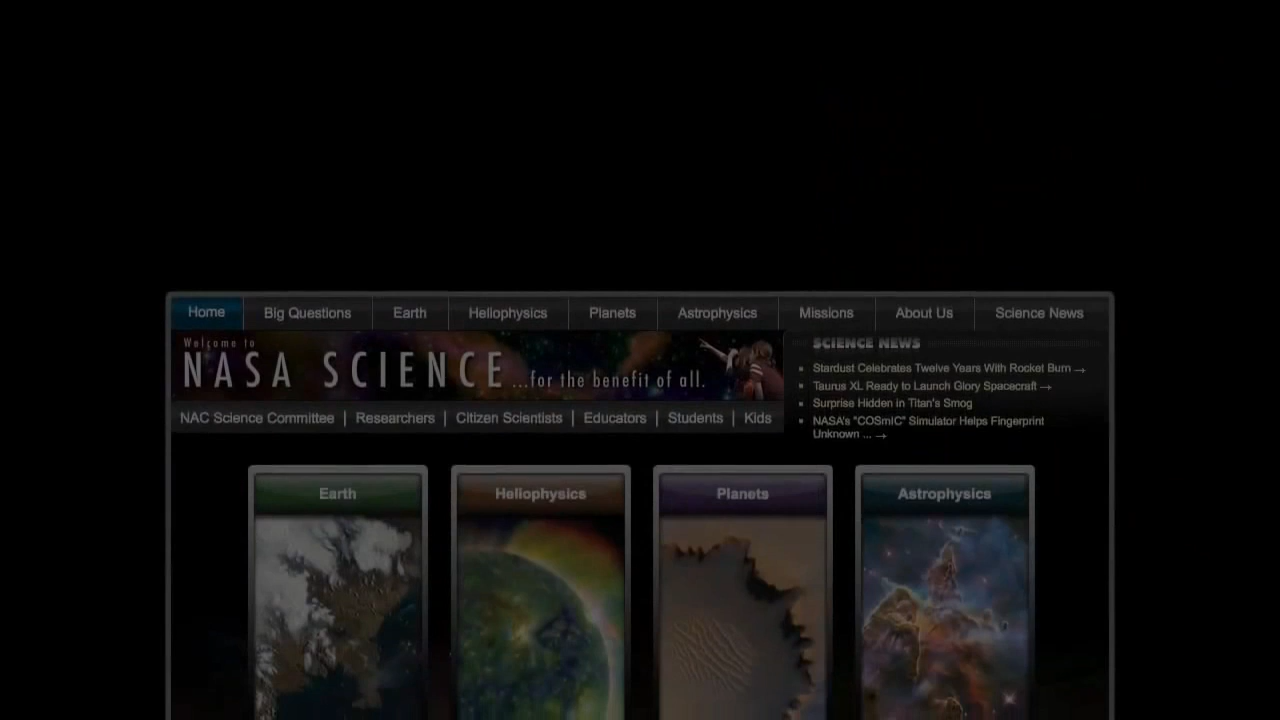 Home Big Questions Earth Heliophysics Planets Astrophysics Missions About Us Science News
Welcome to
NASA SCIENCE ...for the benefit of all.
NAC Science Committee | Researchers | Citizen Scientists | Educators | Students | Kids
SCIENCE NEWS
Stardust Celebrates Twelve Years With Rocket Burn →
Taurus XL Ready to Launch Glory Spacecraft →
Surprise Hidden in Titan's Smog
NASA's "COSmIC" Simulator Helps Fingerprint
Unknown ... →
Earth
Heliophysics
Planets
Astrophysics